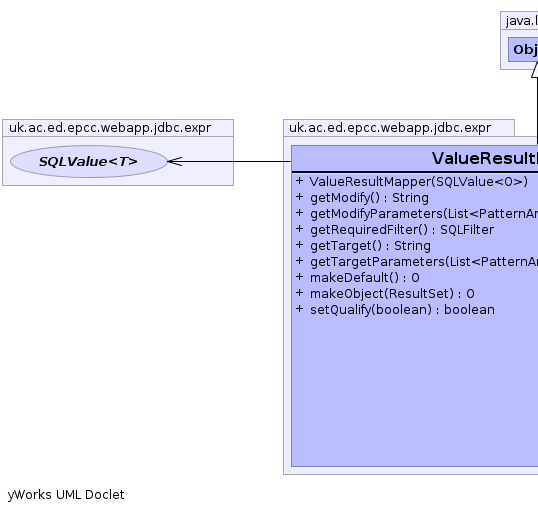 java.l
Obj
uk.ac.ed.epcc.webapp.jdbc.expr
SQLValue<T>
uk.ac.ed.epcc.webapp.jdbc.expr
ValueResult
+ ValueResultMapper(SQLValue<O>)
+ getModify() : String
+ getModifyParameters(List<PatternAr
+ getRequiredFilter() : SQLFilter
+ getTarget() : String
+ getTargetParameters(List<PatternAr
+ makeDefault() : O
+ makeObject(ResultSet) : O
+ setQualify(boolean) : boolean
yWorks UML Doclet